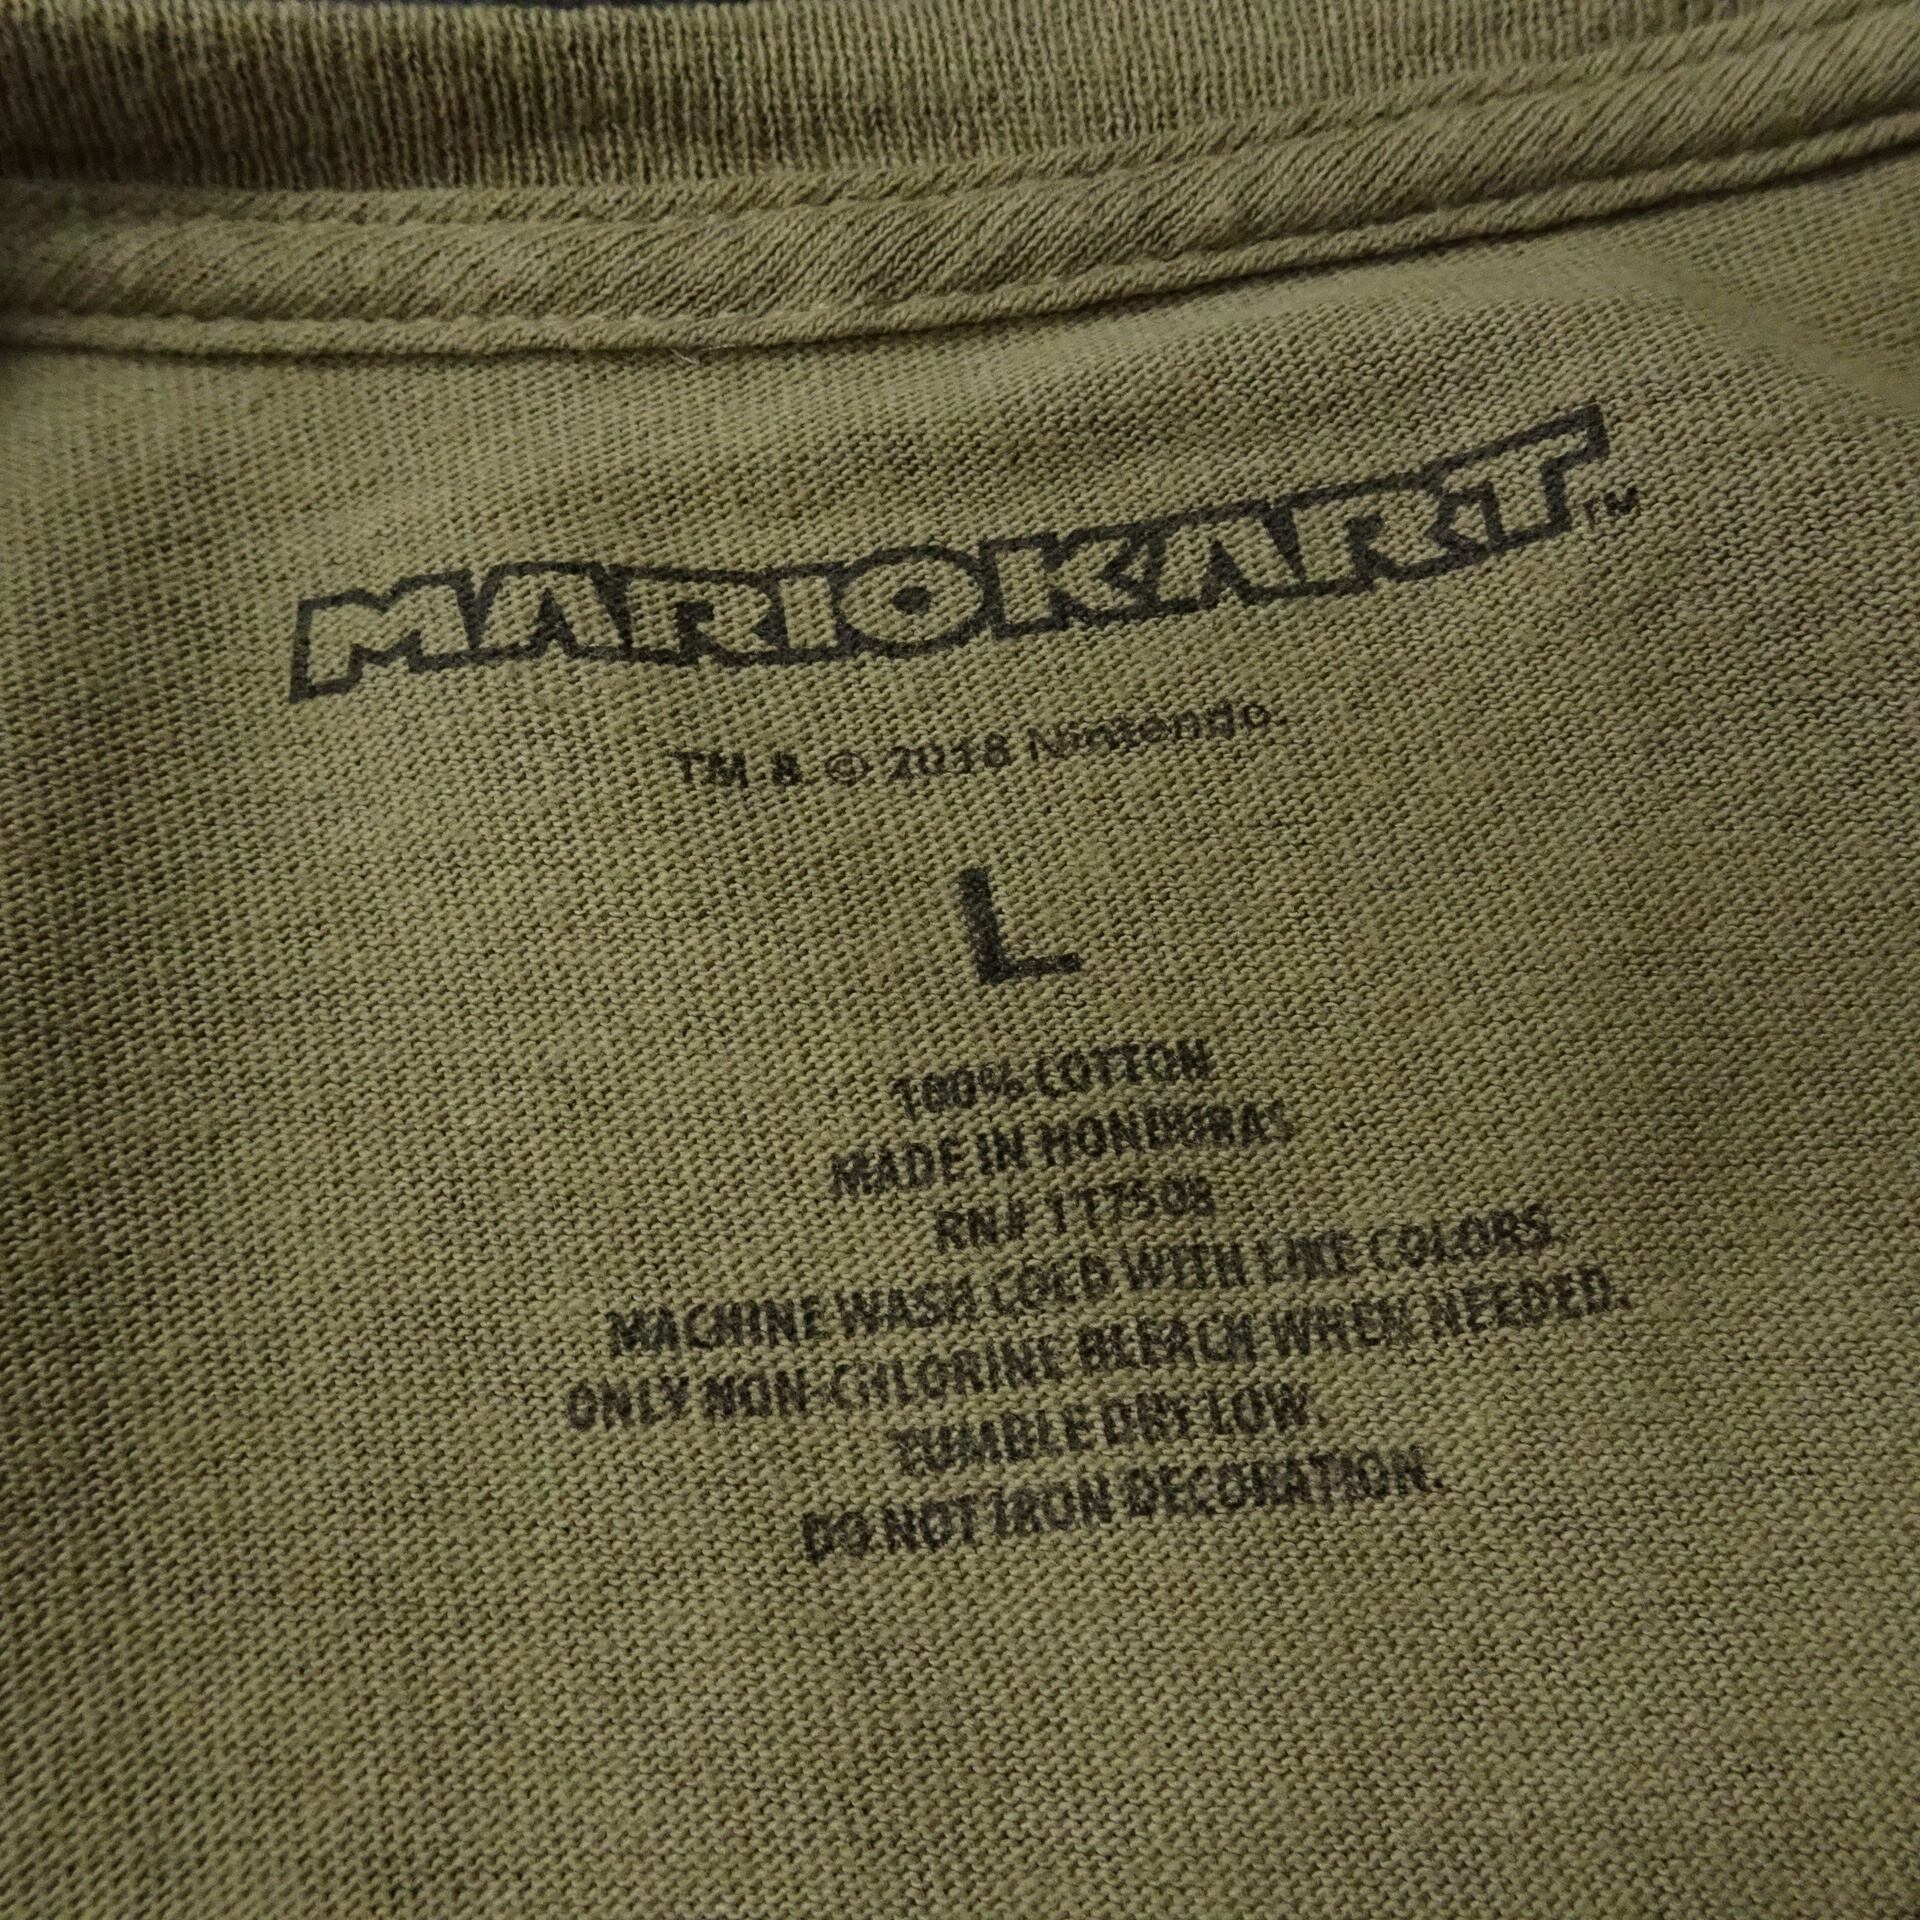 MARIOKART™
TM & © 2018 Nintendo.
L
100% COTTON
MADE IN HONDURAS
RN# 117508
MACHINE WASH COLD WITH LIKE COLORS.
ONLY NON-CHLORINE BLEACH WHEN NEEDED.
TUMBLE DRY LOW.
DO NOT IRON DECORATION.